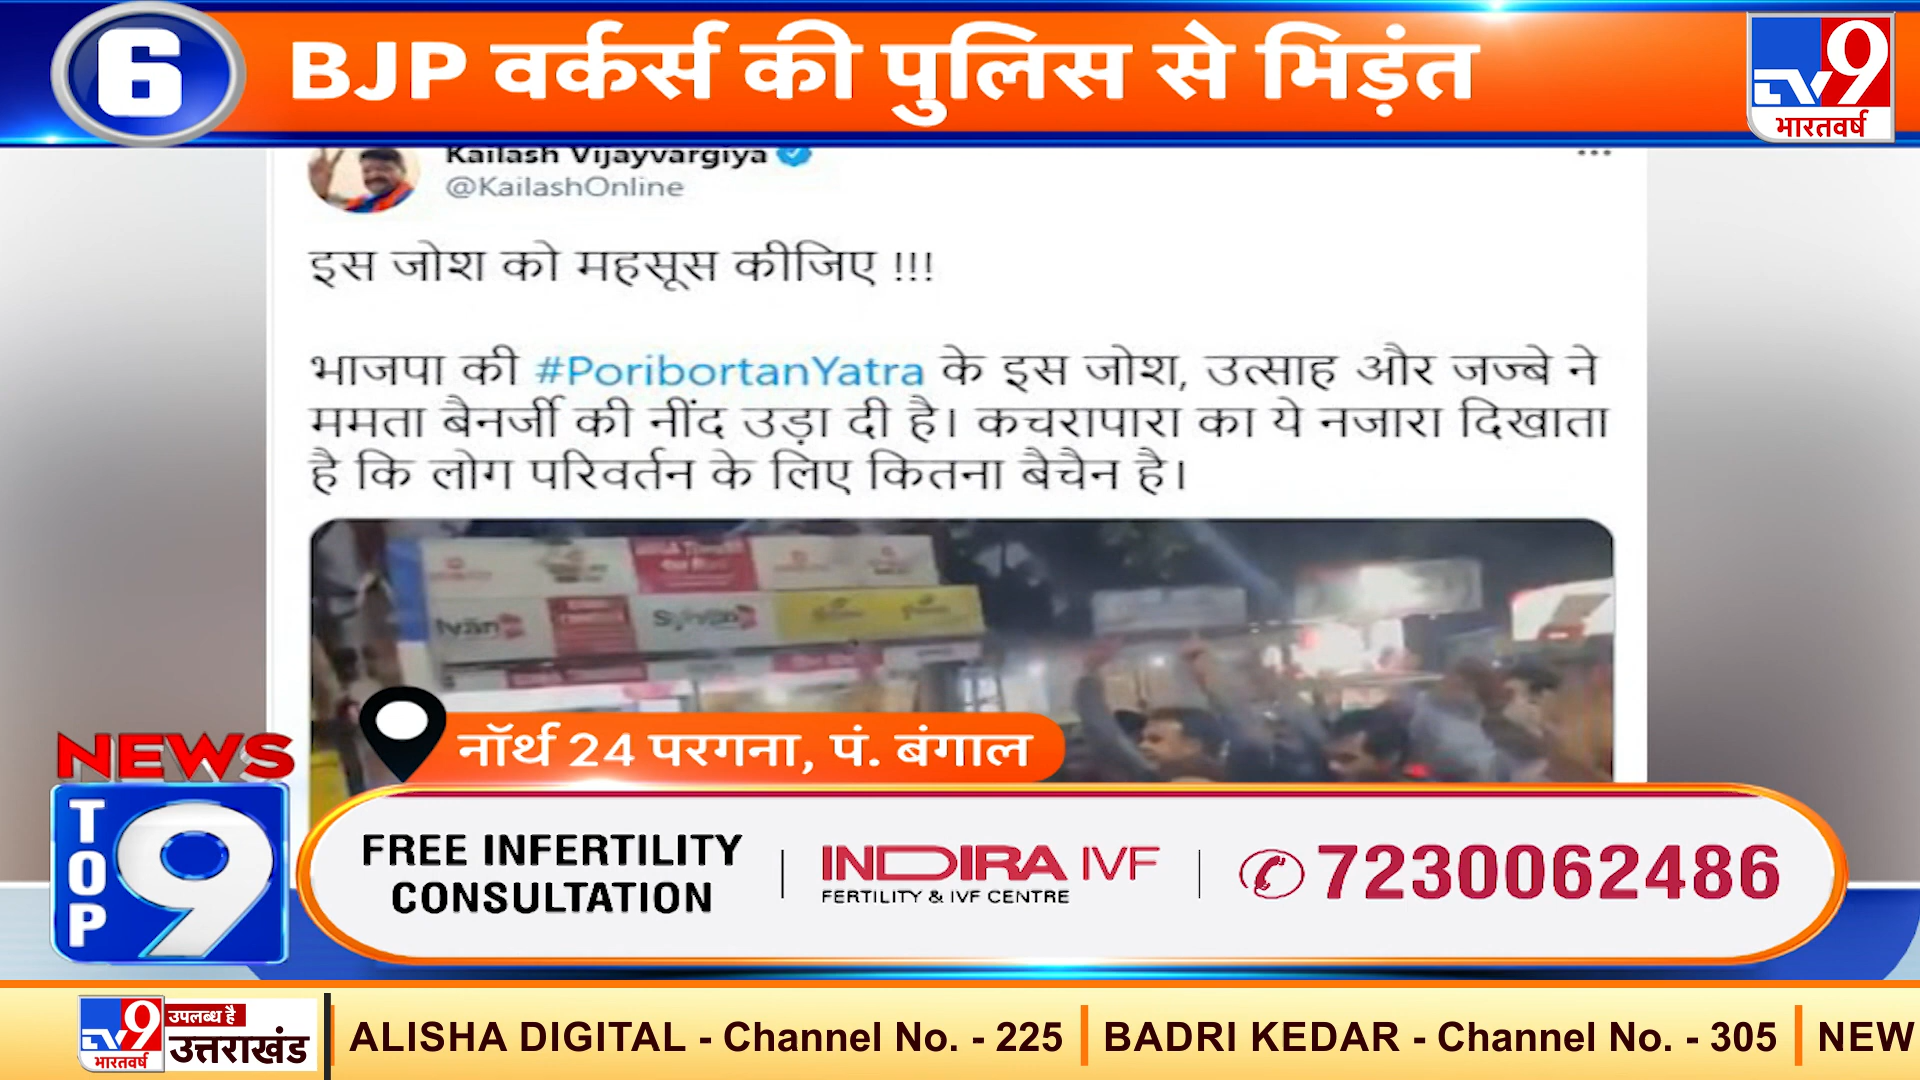 6
BJP वर्कर्स की पुलिस से भिड़ंत
TV9
भारतवर्ष
Kailash Vijayvargiya
@KailashOnline
इस जोश को महसूस कीजिए !!!
भाजपा की #PoribortanYatra के इस जोश, उत्साह और जज्बे ने
ममता बैनर्जी की नींद उड़ा दी है। कचरापारा का ये नजारा दिखाता
है कि लोग परिवर्तन के लिए कितना बैचेन है।
नॉर्थ 24 परगना, पं. बंगाल
NEWS
TOP
9
FREE INFERTILITY
CONSULTATION
INDIRA IVF
FERTILITY & IVF CENTRE
7230062486
TV9
भारतवर्ष
उपलब्ध है
उत्तराखंड
ALISHA DIGITAL - Channel No. - 225
BADRI KEDAR - Channel No. - 305
NEW